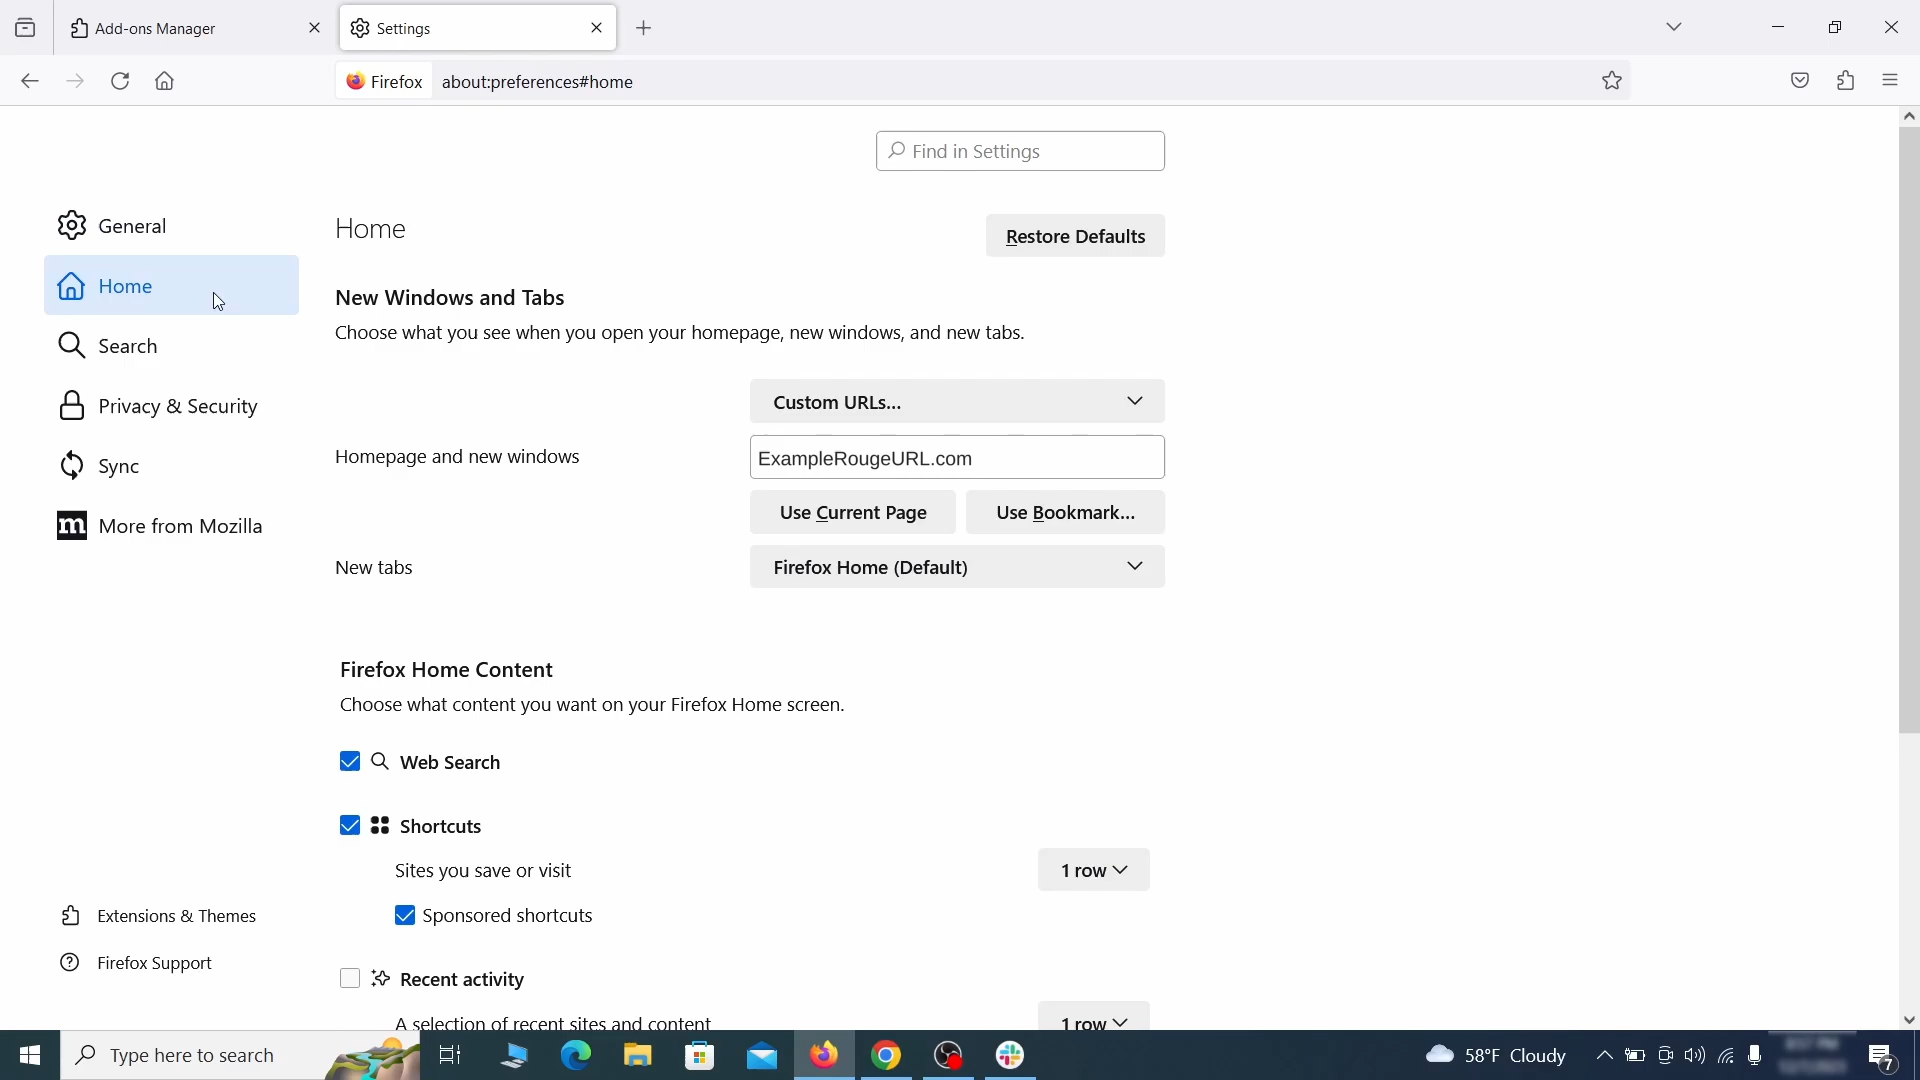 Add-ons Manager
Settings
Firefox
about:preferences#home
Find in Settings
General
Home
Search
Privacy & Security
Sync
More from Mozilla
Extensions & Themes
Firefox Support
Home
Restore Defaults
New Windows and Tabs
Choose what you see when you open your homepage, new windows, and new tabs.
Custom URLs...
Homepage and new windows
ExampleRougeURL.com
Use Current Page
Use Bookmark...
New tabs
Firefox Home (Default)
Firefox Home Content
Choose what content you want on your Firefox Home screen.
Web Search
Shortcuts
Sites you save or visit
1 row
Sponsored shortcuts
Recent activity
A selection of recent sites and content
1 row
Type here to search
58°F Cloudy
7